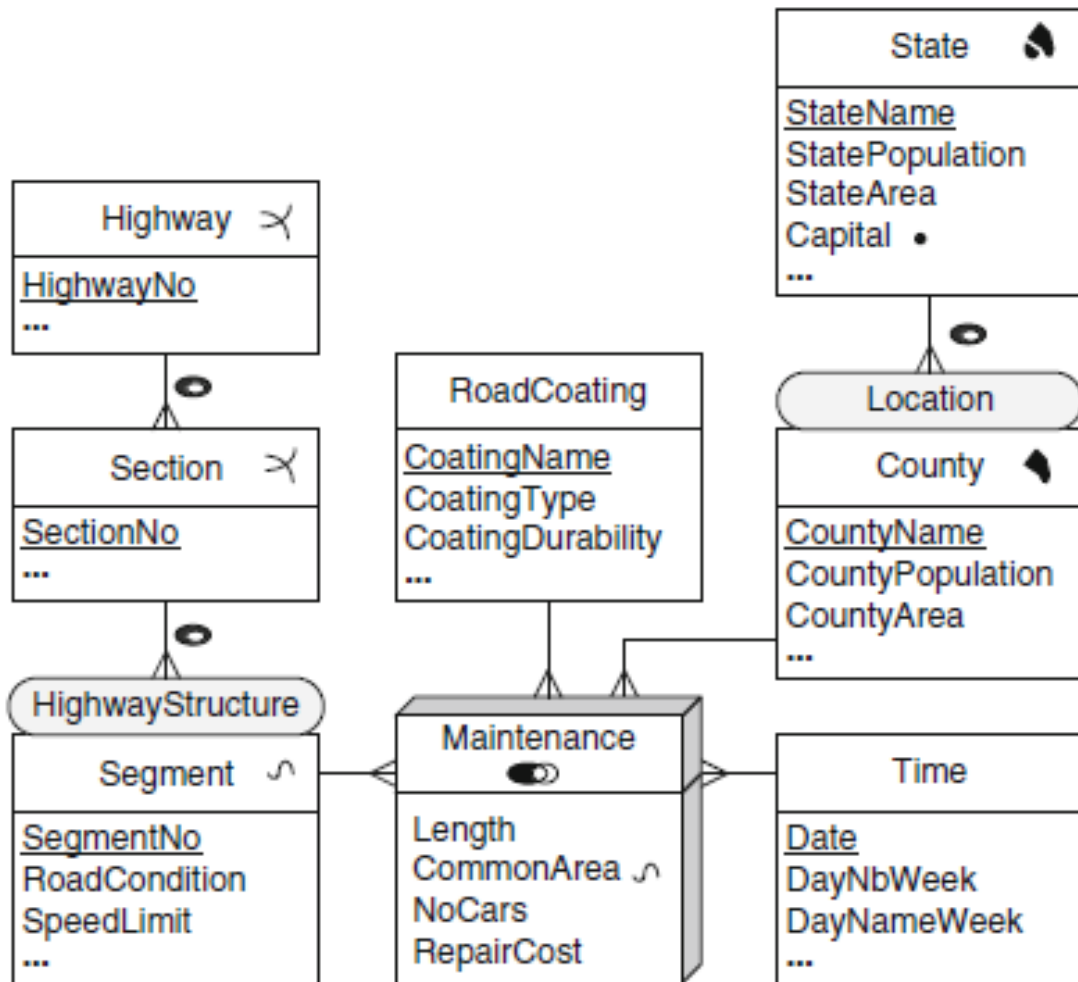 State
StateName
StatePopulation
StateArea
Capital
...
Highway
HighwayNo
...
RoadCoating
CoatingName
CoatingType
CoatingDurability
...
Location
County
CountyName
CountyPopulation
CountyArea
...
Section
SectionNo
...
HighwayStructure
Segment
SegmentNo
RoadCondition
SpeedLimit
...
Maintenance
Length
CommonArea
NoCars
RepairCost
Time
Date
DayNbWeek
DayNameWeek
...